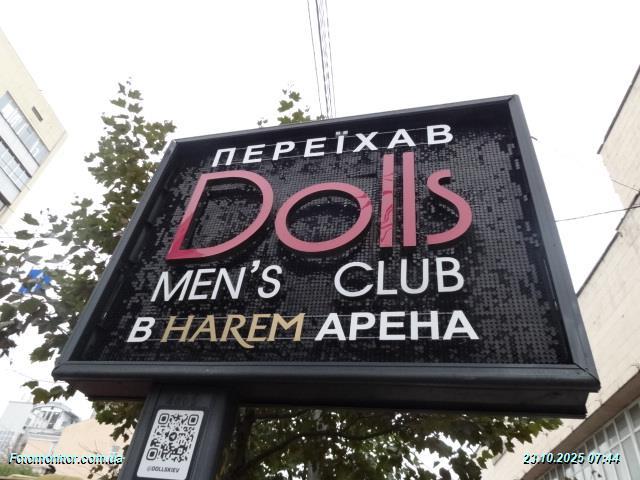 ПЕРЕЇХАВ
Dolls
MEN'S CLUB
В HAREM АРЕНА
@DOLLSKIEV
Fotomonitor.com.ua
23.10.2025 07:44